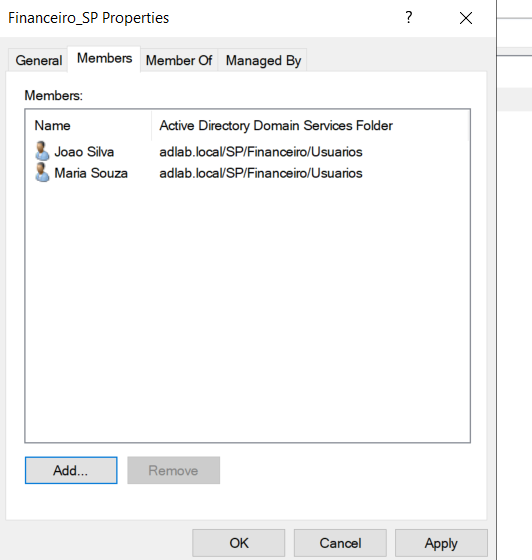 Financeiro_SP Properties ?
General Members Member Of Managed By
Members:
Name Active Directory Domain Services Folder
Joao Silva adlab.local/SP/Financeiro/Usuarios
Maria Souza adlab.local/SP/Financeiro/Usuarios
Add... Remove
OK Cancel Apply